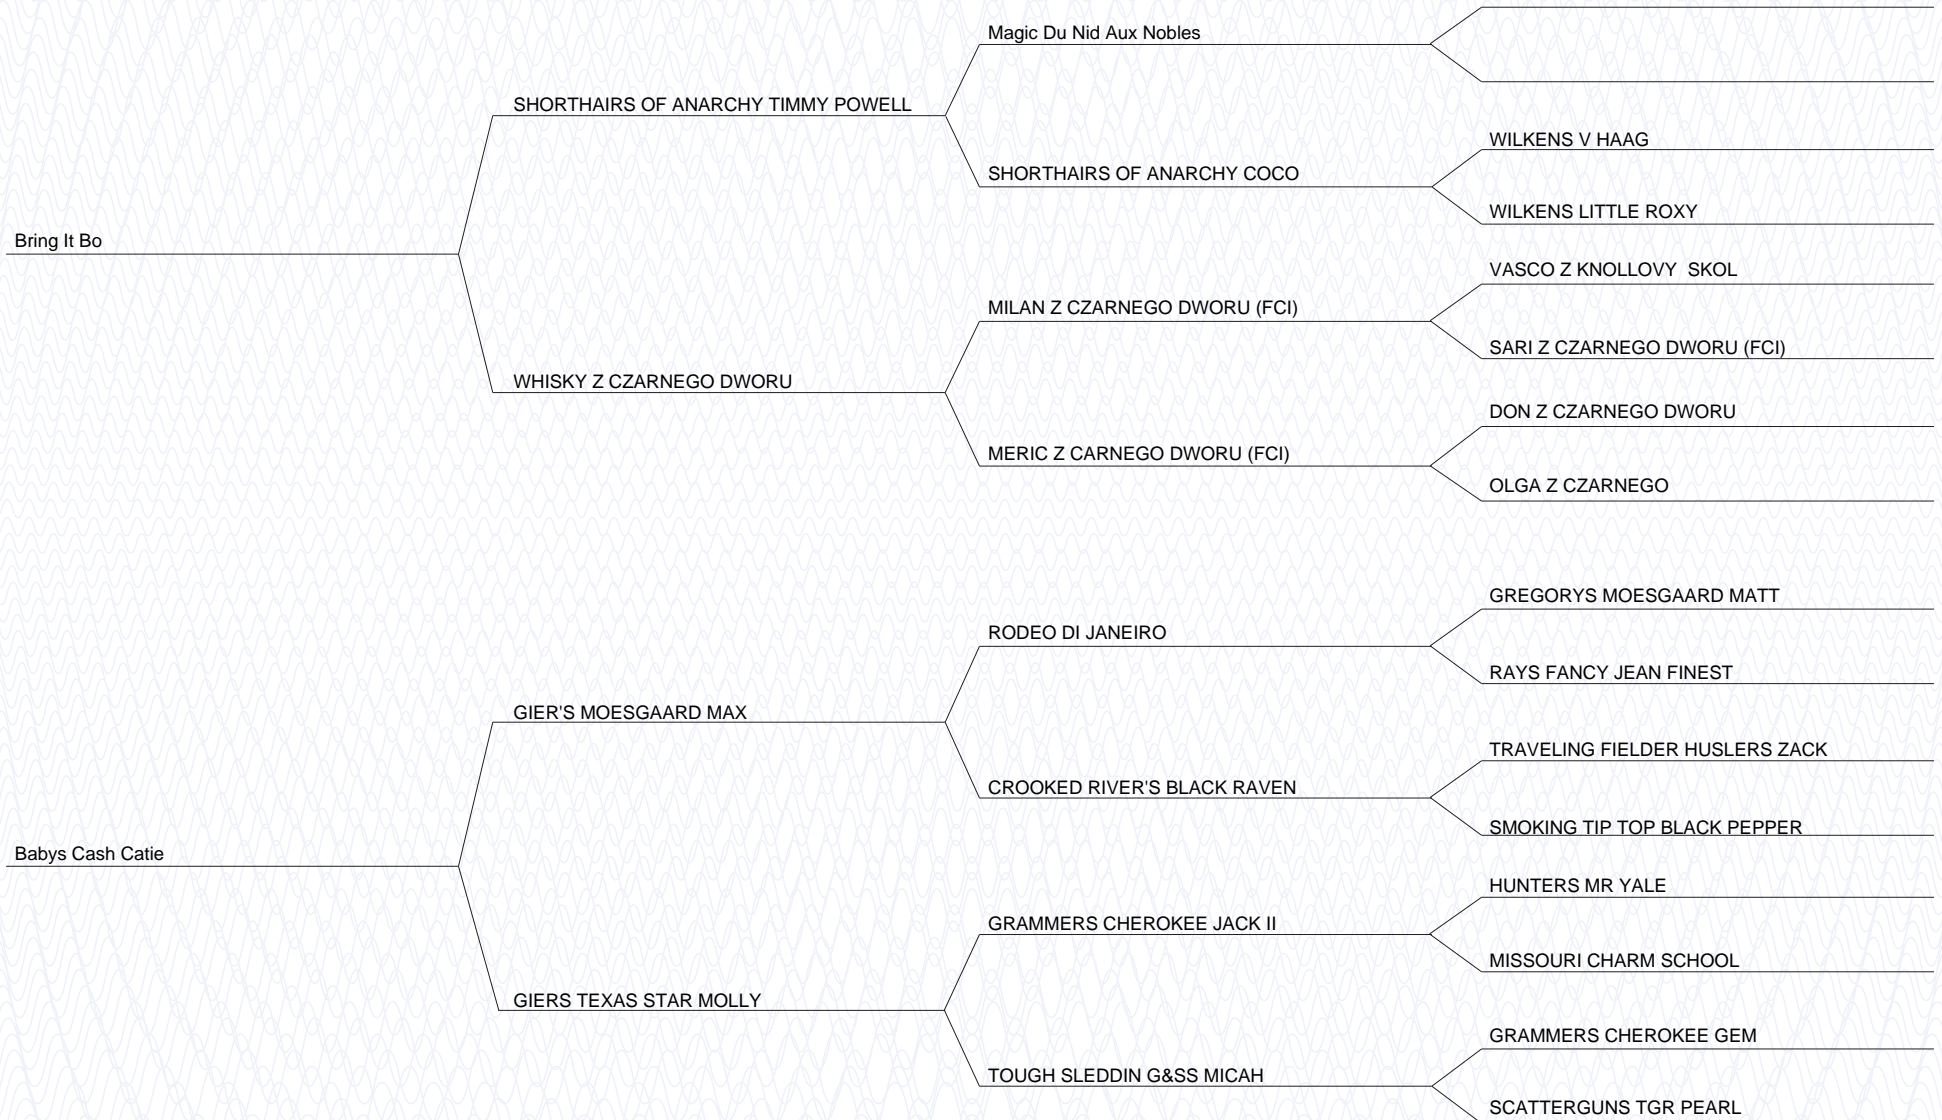 Magic Du Nid Aux Nobles
SHORTHAIRS OF ANARCHY TIMMY POWELL
WILKENS V HAAG
SHORTHAIRS OF ANARCHY COCO
WILKENS LITTLE ROXY
Bring It Bo
VASCO Z KNOLLOVY  SKOL
MILAN Z CZARNEGO DWORU (FCI)
SARI Z CZARNEGO DWORU (FCI)
WHISKY Z CZARNEGO DWORU
DON Z CZARNEGO DWORU
MERIC Z CARNEGO DWORU (FCI)
OLGA Z CZARNEGO
GREGORYS MOESGAARD MATT
RODEO DI JANEIRO
RAYS FANCY JEAN FINEST
GIER'S MOESGAARD MAX
TRAVELING FIELDER HUSLERS ZACK
CROOKED RIVER'S BLACK RAVEN
SMOKING TIP TOP BLACK PEPPER
Babys Cash Catie
HUNTERS MR YALE
GRAMMERS CHEROKEE JACK II
MISSOURI CHARM SCHOOL
GIERS TEXAS STAR MOLLY
GRAMMERS CHEROKEE GEM
TOUGH SLEDDIN G&SS MICAH
SCATTERGUNS TGR PEARL